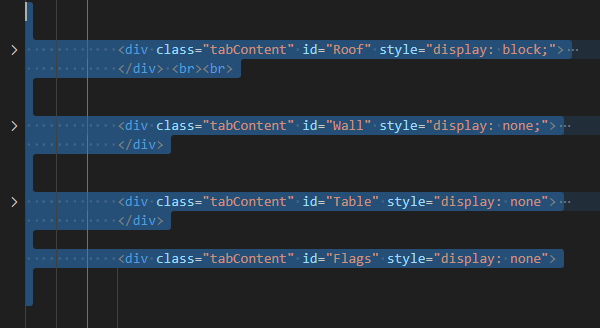 <div class="tabContent" id="Roof" style="display: block;">…
</div> <br><br>
<div class="tabContent" id="Wall" style="display: none;">…
</div>
<div class="tabContent" id="Table" style="display: none">…
</div>
<div class="tabContent" id="Flags" style="display: none">